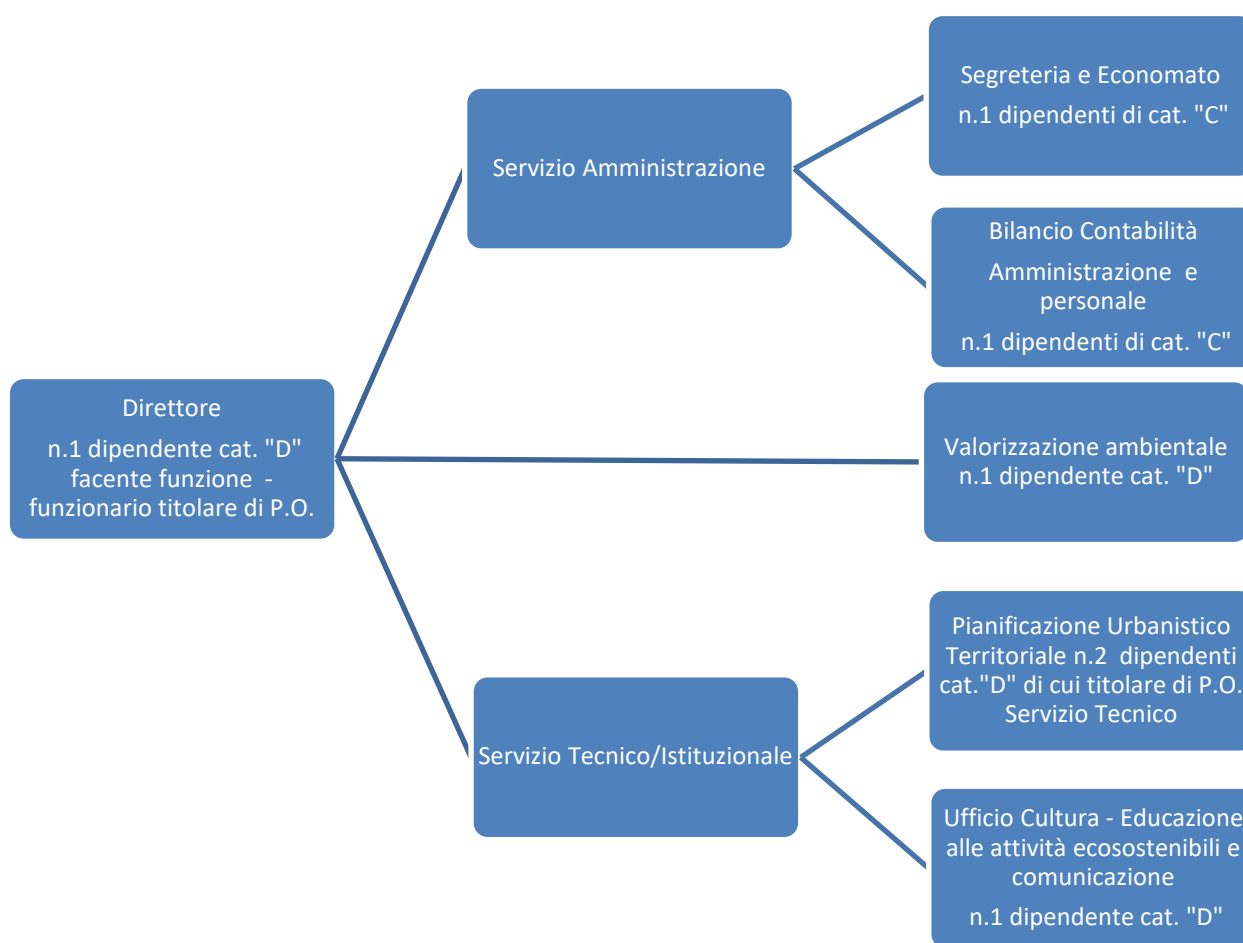 Segreteria e Economato
n.1 dipendenti di cat. "C"
Servizio Amministrazione
Bilancio Contabilità
Amministrazione e
personale
n.1 dipendenti di cat. "C"
Direttore
n.1 dipendente cat. "D"
facente funzione -
funzionario titolare di P.O.
Valorizzazione ambientale
n.1 dipendente cat. "D"
Pianificazione Urbanistico
Territoriale n.2 dipendenti
cat."D" di cui titolare di P.O.
Servizio Tecnico
Servizio Tecnico/Istituzionale
Ufficio Cultura - Educazione
alle attività ecosostenibili e
comunicazione
n.1 dipendente cat. "D"